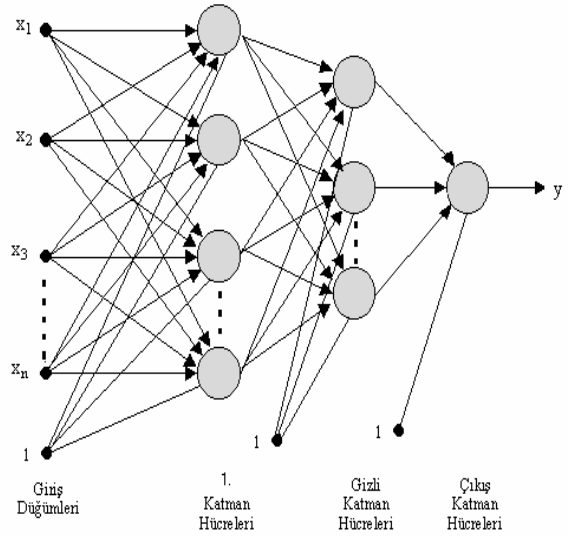 x1
x2
x3
xn
1
1
1
y
Giriş
Düğümleri
1.
Katman
Hücreleri
Gizli
Katman
Hücreleri
Çıkış
Katman
Hücreleri